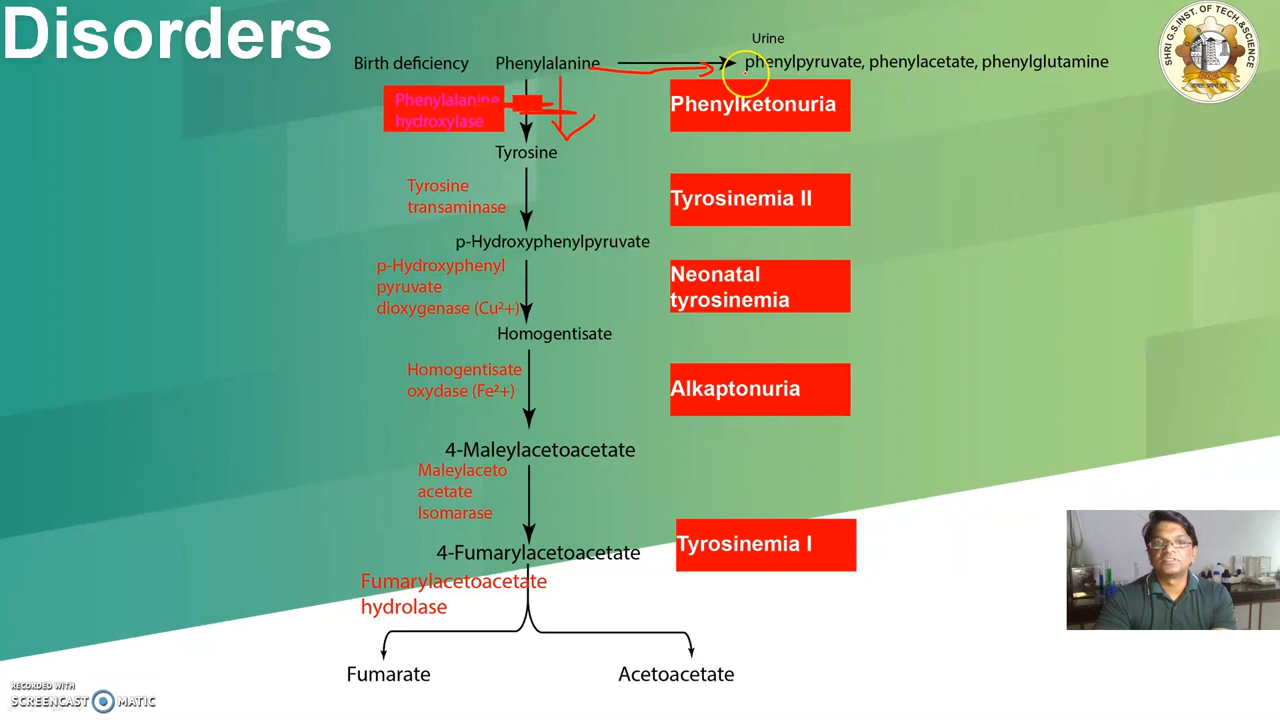 Disorders
Urine
Birth deficiency Phenylalanine phenylpyruvate, phenylacetate, phenylglutamine
Phenylalanine
hydroxylase
Phenylketonuria
Tyrosine
Tyrosine
transaminase
Tyrosinemia II
p-Hydroxyphenylpyruvate
p-Hydroxyphenyl
pyruvate
dioxygenase (Cu²+)
Neonatal
tyrosinemia
Homogentisate
Homogentisate
oxydase (Fe²+)
Alkaptonuria
4-Maleylacetoacetate
Maleylaceto
acetate
Isomarase
4-Fumarylacetoacetate
Tyrosinemia I
Fumarylacetoacetate
hydrolase
Fumarate Acetoacetate
SHRI G.S.INST. OF TECH.&SCIENCE
RECORDED WITH
SCREENCAST MATIC